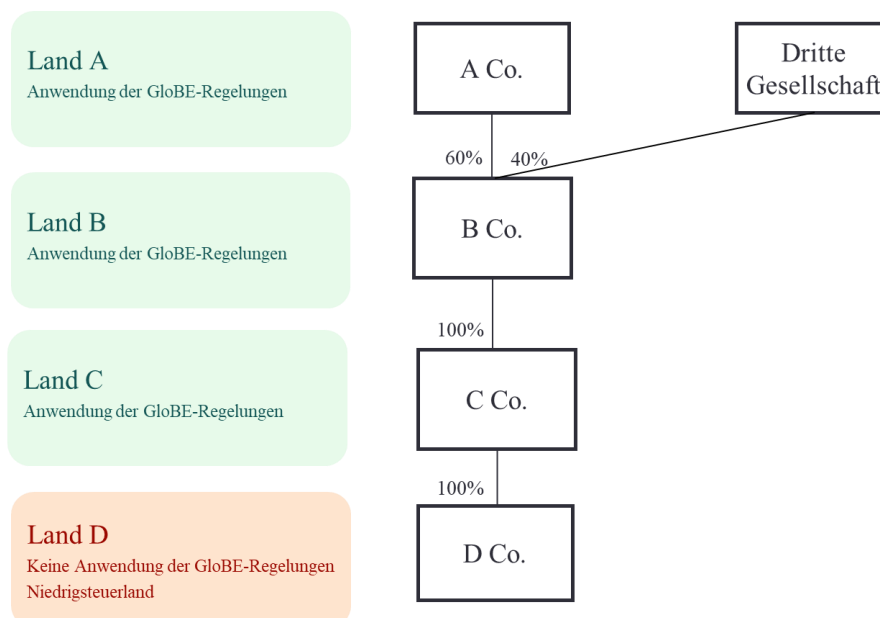 Land A
Anwendung der GloBE-Regelungen
A Co.
Dritte
Gesellschaft
60%
40%
Land B
Anwendung der GloBE-Regelungen
B Co.
100%
Land C
Anwendung der GloBE-Regelungen
C Co.
100%
Land D
Keine Anwendung der GloBE-Regelungen
Niedrigsteuerland
D Co.